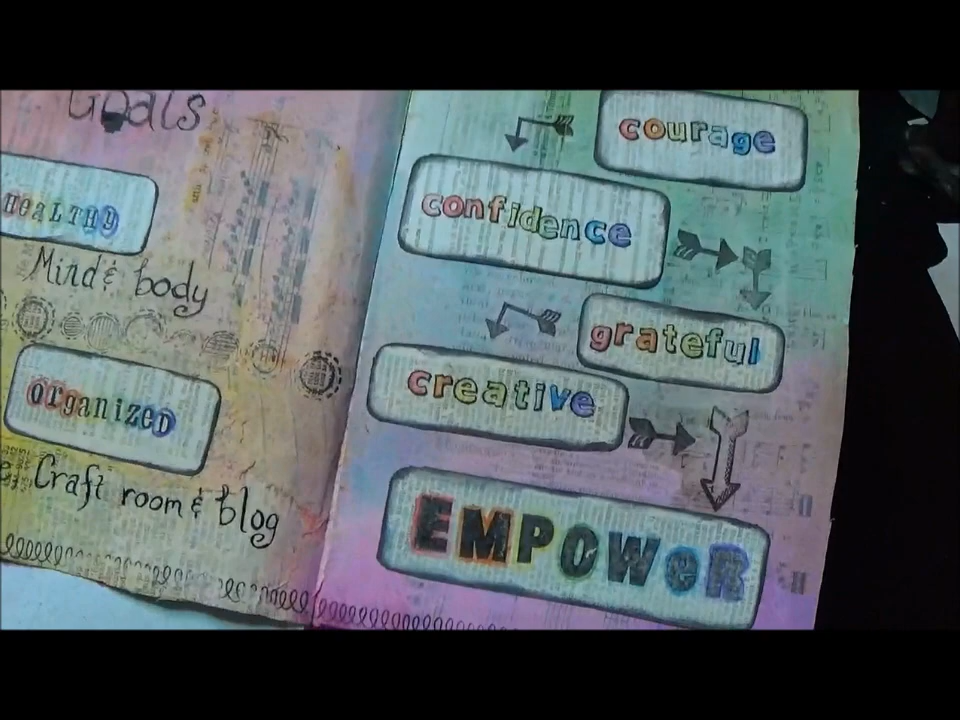 Goals
HEALTHY
Mind & body
ORganizED
Craft room & blog
courage
confidence
grateful
creative
EMPOWeR